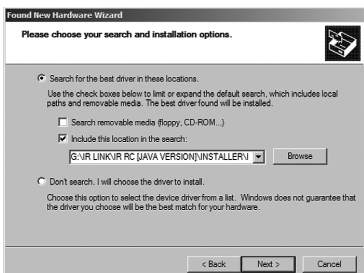 Found New Hardware Wizard
Please choose your search and installation options.
Search for the best driver in these locations.
Use the check boxes below to limit or expand the default search, which includes local
paths and removable media. The best driver found will be installed.
Search removable media (floppy, CD-ROM...)
Include this location in the search:
G:\IR LINK\IR RC [JAVA VERSION]\INSTALLER\I
Browse
Don't search. I will choose the driver to install.
Choose this option to select the device driver from a list. Windows does not guarantee that
the driver you choose will be the best match for your hardware.
< Back
Next >
Cancel